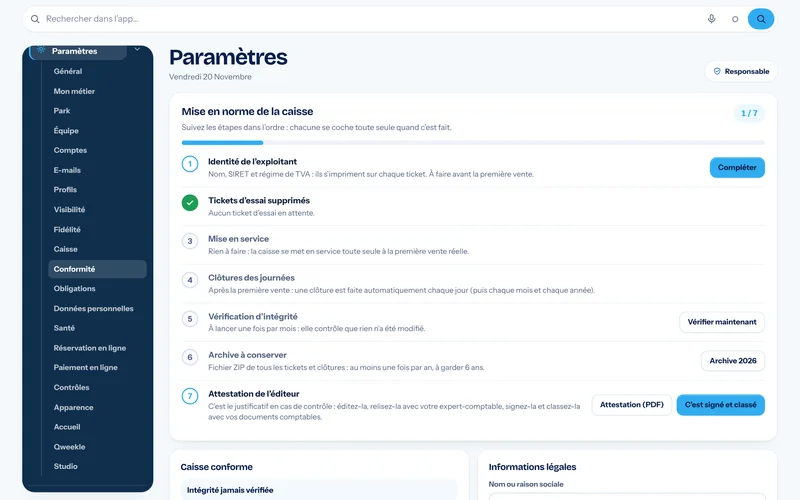 Rechercher dans l'app...
Paramètres
Général
Mon métier
Park
Équipe
Comptes
E-mails
Profils
Visibilité
Fidélité
Caisse
Conformité
Obligations
Données personnelles
Santé
Réservation en ligne
Paiement en ligne
Contrôles
Apparence
Accueil
Qweekle
Studio
Paramètres
Vendredi 20 Novembre
Responsable
Mise en norme de la caisse
1 / 7
Suivez les étapes dans l'ordre : chacune se coche toute seule quand c'est fait.
1
Identité de l'exploitant
Nom, SIRET et régime de TVA : ils s'impriment sur chaque ticket. À faire avant la première vente.
Compléter
Tickets d'essai supprimés
Aucun ticket d'essai en attente.
3
Mise en service
Rien à faire : la caisse se met en service toute seule à la première vente réelle.
4
Clôtures des journées
Après la première vente : une clôture est faite automatiquement chaque jour (puis chaque mois et chaque année).
5
Vérification d'intégrité
À lancer une fois par mois : elle contrôle que rien n'a été modifié.
Vérifier maintenant
6
Archive à conserver
Fichier ZIP de tous les tickets et clôtures : au moins une fois par an, à garder 6 ans.
Archive 2026
7
Attestation de l'éditeur
C'est le justificatif en cas de contrôle : éditez-la, relisez-la avec votre expert-comptable, signez-la et classez-la
avec vos documents comptables.
Attestation (PDF)
C'est signé et classé
Caisse conforme
Intégrité jamais vérifiée
Informations légales
Nom ou raison sociale